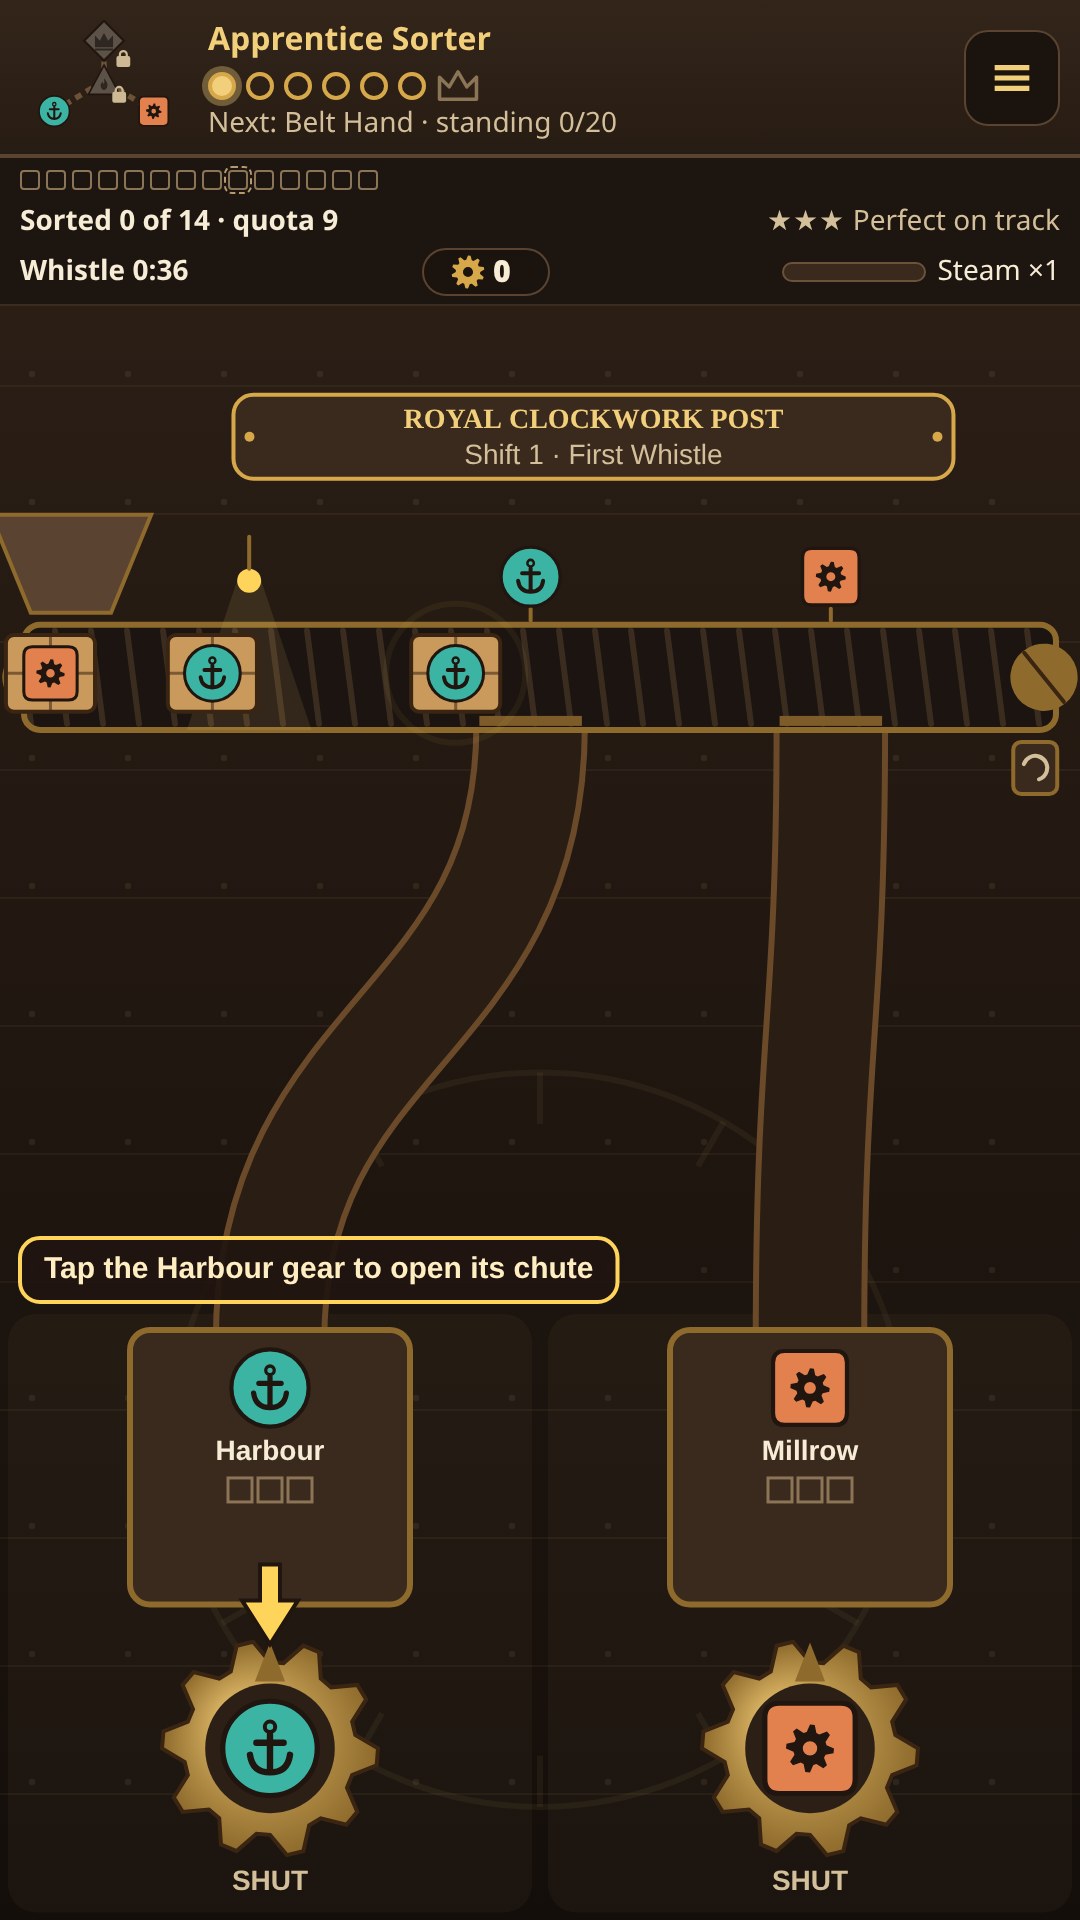 Apprentice Sorter
Next: Belt Hand · standing 0/20
Sorted 0 of 14 · quota 9
★★★ Perfect on track
Whistle 0:36
0
Steam ×1
ROYAL CLOCKWORK POST
Shift 1 · First Whistle
Tap the Harbour gear to open its chute
Harbour
Millrow
SHUT
SHUT